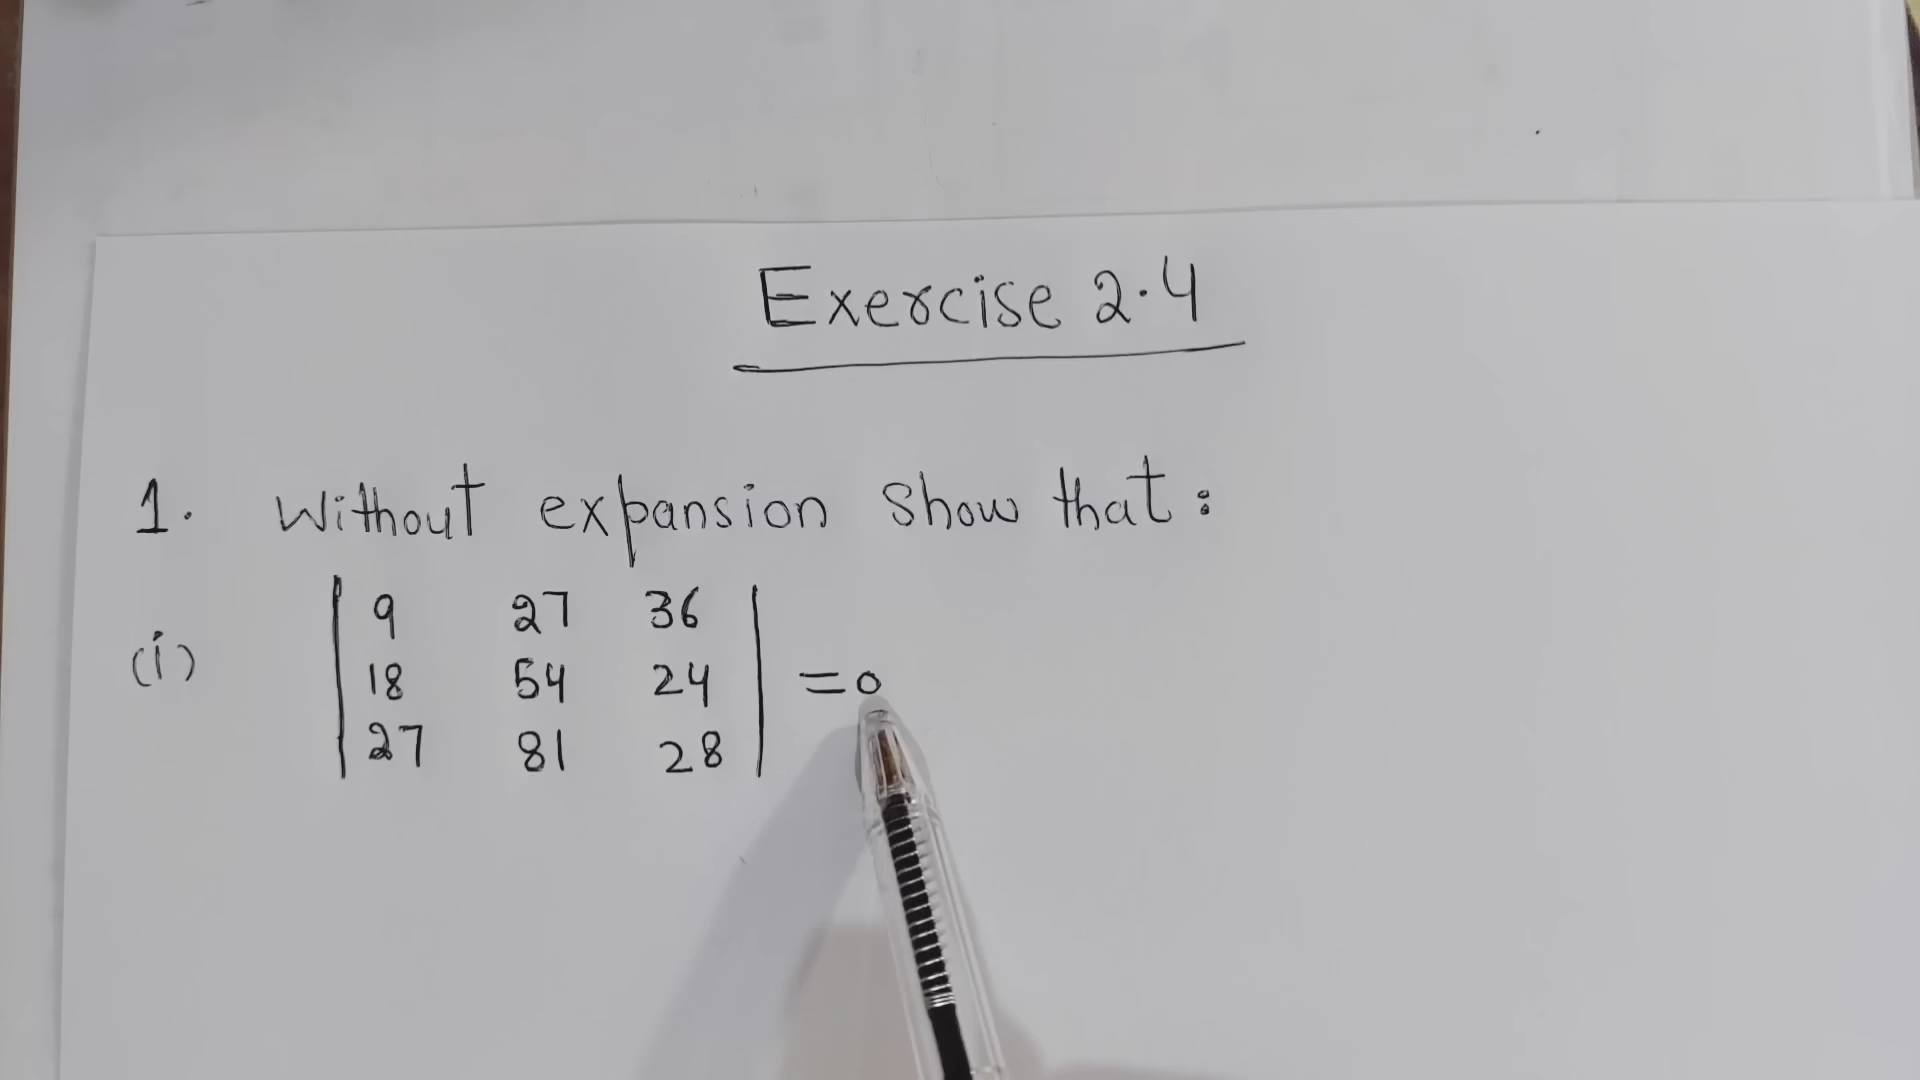 Exercise 2.4
1. Without expansion show that:
(i) | 9 27 36 |
| 18 54 24 | =0
| 27 81 28 |